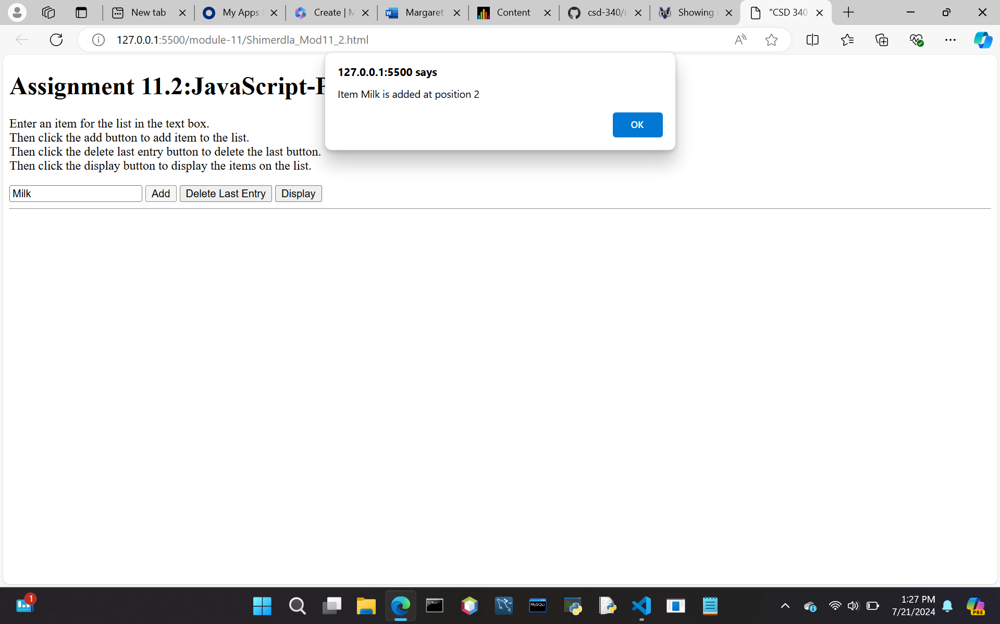 New tab
My Apps
Create | M
Margaret
Content
csd-340/
Showing
"CSD 340
127.0.0.1:5500/module-11/Shimerdla_Mod11_2.html
127.0.0.1:5500 says
Item Milk is added at position 2
OK
Assignment 11.2:JavaScript-P
Enter an item for the list in the text box.
Then click the add button to add item to the list.
Then click the delete last entry button to delete the last button.
Then click the display button to display the items on the list.
Milk Add Delete Last Entry Display
1
MySQL
1:27 PM
7/21/2024
PRE